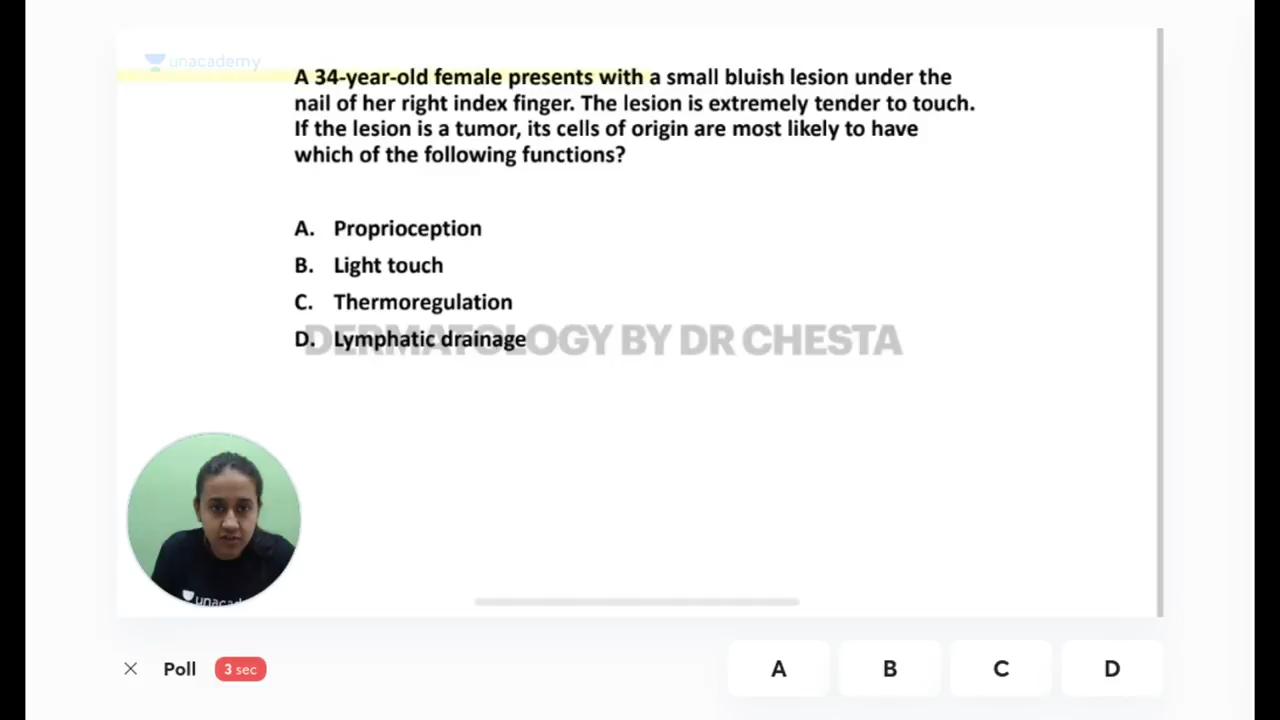 unacademy
A 34-year-old female presents with a small bluish lesion under the
nail of her right index finger. The lesion is extremely tender to touch.
If the lesion is a tumor, its cells of origin are most likely to have
which of the following functions?
A. Proprioception
B. Light touch
C. Thermoregulation
D. Lymphatic drainage
DERMATOLOGY BY DR CHESTA
unacad
Poll
3 sec
A
B
C
D